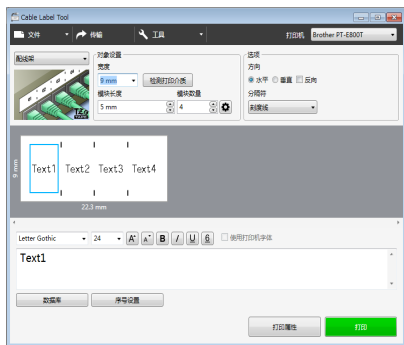 Cable Label Tool
文件 传输 工具 打印机 Brother PT-E800T
配线架
TZe TAPE
对象设置
宽度
9 mm 检测打印介质
模块长度 模块数量
5 mm 4
选项
方向
水平 垂直 反向
分隔符
刻度线
9 mm
Text1 Text2 Text3 Text4
22.3 mm
Letter Gothic 24 A A B I U 6 使用打印机字体
Text1
数据库 序号设置
打印属性 打印